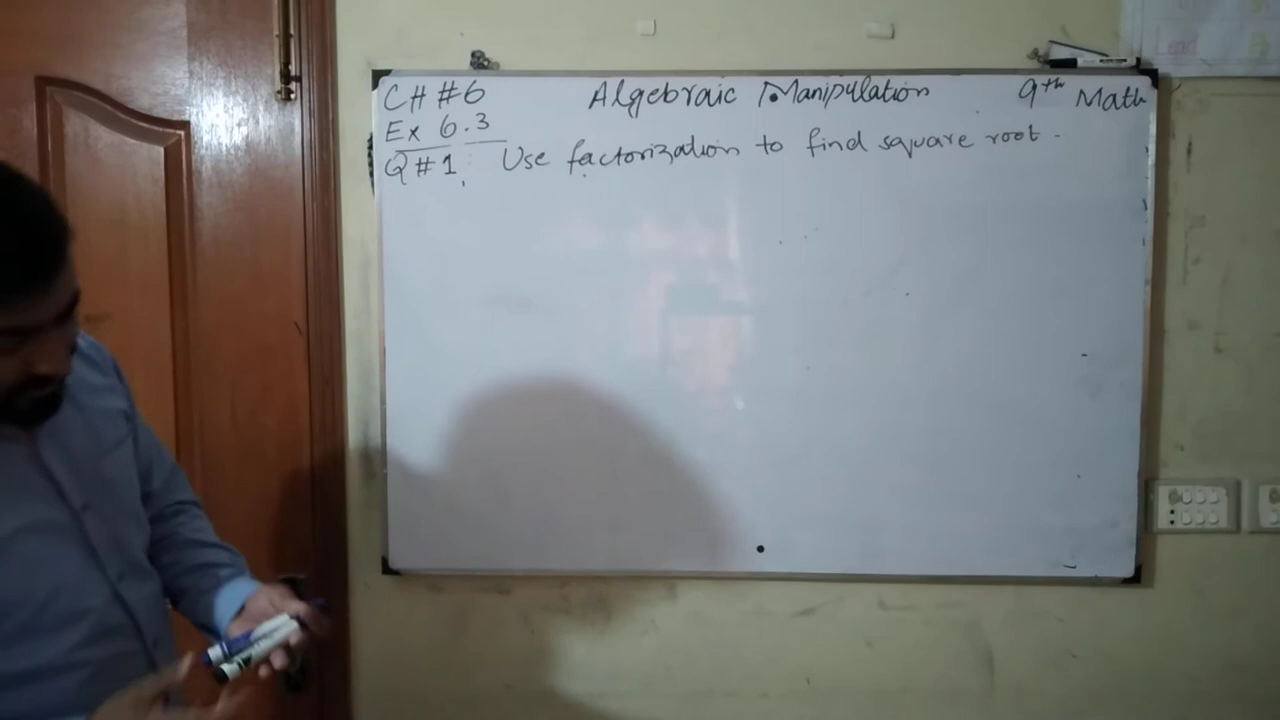 CH #6 Algebraic Manipulation 9th Math
Ex 6.3
Q#1: Use factorization to find square root.